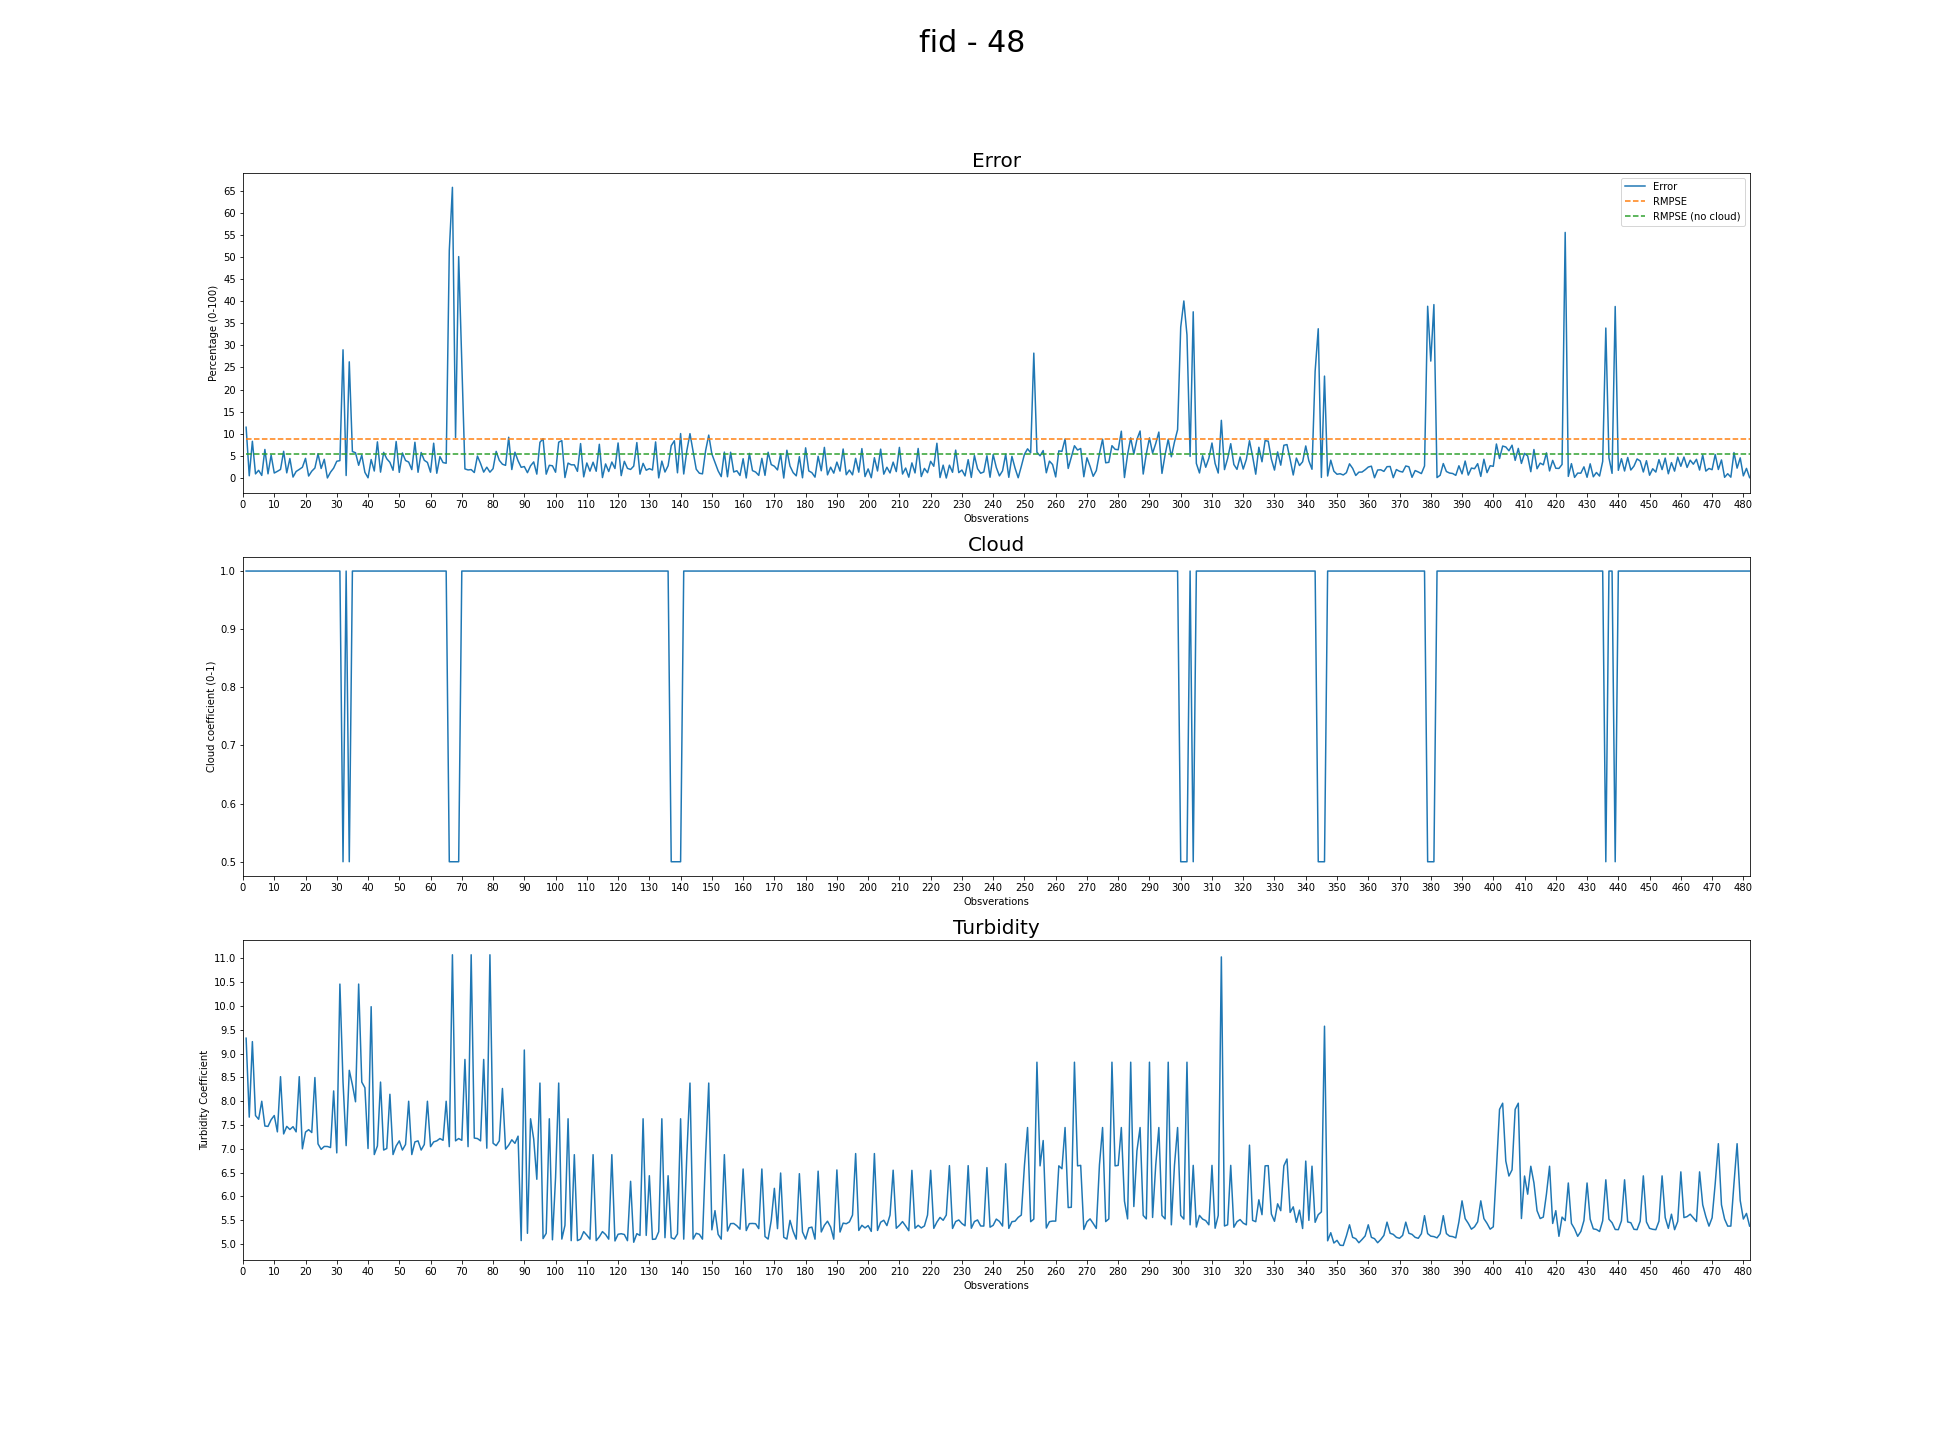 fid - 48
Error
65
60
55
50
45
40
35
30
25
20
15
10
5
0
Percentage (0-100)
Error
RMPSE
RMPSE (no cloud)
0 10 20 30 40 50 60 70 80 90 100 110 120 130 140 150 160 170 180 190 200 210 220 230 240 250 260 270 280 290 300 310 320 330 340 350 360 370 380 390 400 410 420 430 440 450 460 470 480
Obsverations
Cloud
1.0
0.9
0.8
0.7
0.6
0.5
Cloud coefficient (0-1)
0 10 20 30 40 50 60 70 80 90 100 110 120 130 140 150 160 170 180 190 200 210 220 230 240 250 260 270 280 290 300 310 320 330 340 350 360 370 380 390 400 410 420 430 440 450 460 470 480
Obsverations
Turbidity
11.0
10.5
10.0
9.5
9.0
8.5
8.0
7.5
7.0
6.5
6.0
5.5
5.0
Turbidity Coefficient
0 10 20 30 40 50 60 70 80 90 100 110 120 130 140 150 160 170 180 190 200 210 220 230 240 250 260 270 280 290 300 310 320 330 340 350 360 370 380 390 400 410 420 430 440 450 460 470 480
Obsverations